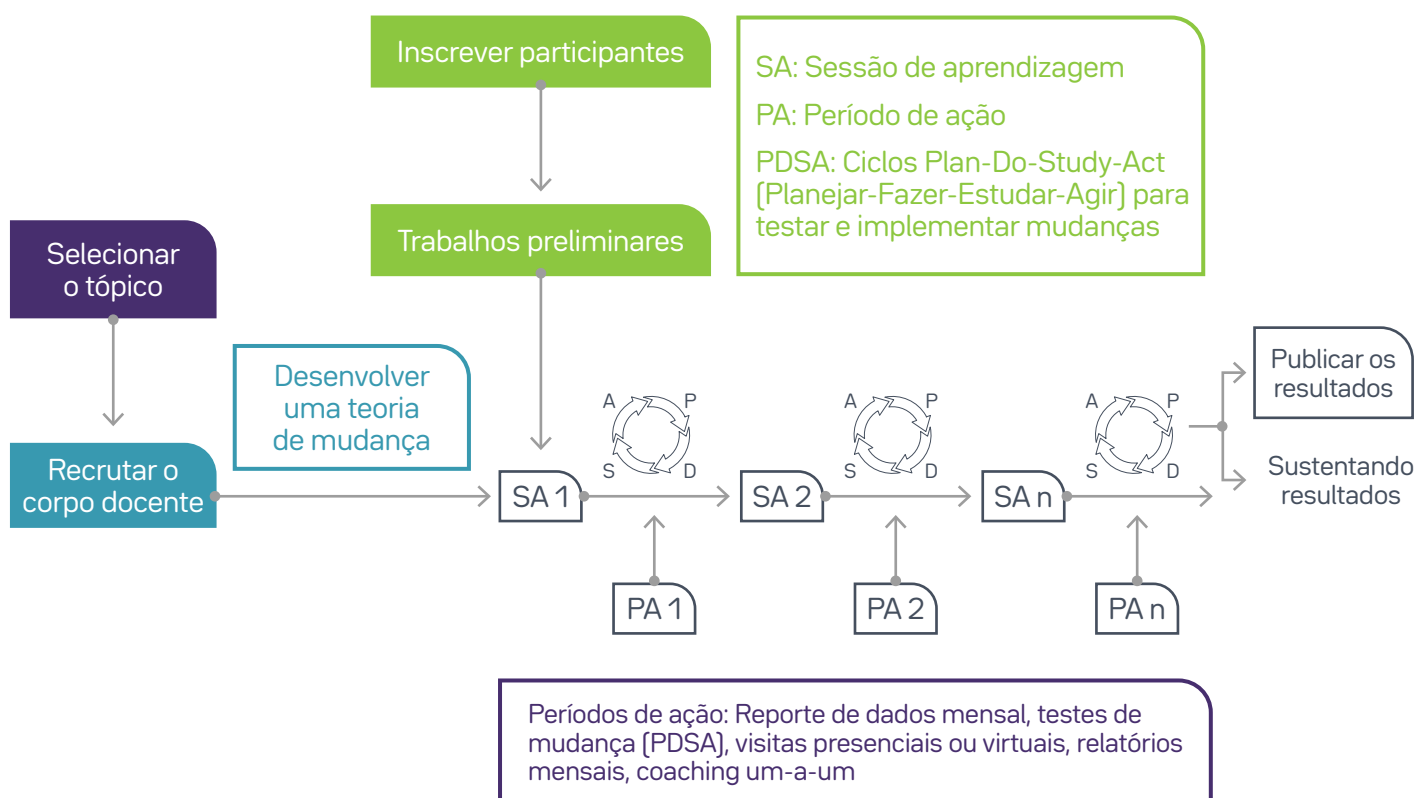 Inscrever participantes
SA: Sessão de aprendizagem
PA: Período de ação
PDSA: Ciclos Plan-Do-Study-Act
(Planejar-Fazer-Estudar-Agir) para
testar e implementar mudanças
Trabalhos preliminares
Selecionar
o tópico
Desenvolver
uma teoria
de mudança
Recrutar o
corpo docente
A P
S D
A P
S D
A P
S D
Publicar os
resultados
Sustentando
resultados
SA 1
SA 2
SA n
PA 1
PA 2
PA n
Períodos de ação: Reporte de dados mensal, testes de
mudança (PDSA), visitas presenciais ou virtuais, relatórios
mensais, coaching um-a-um